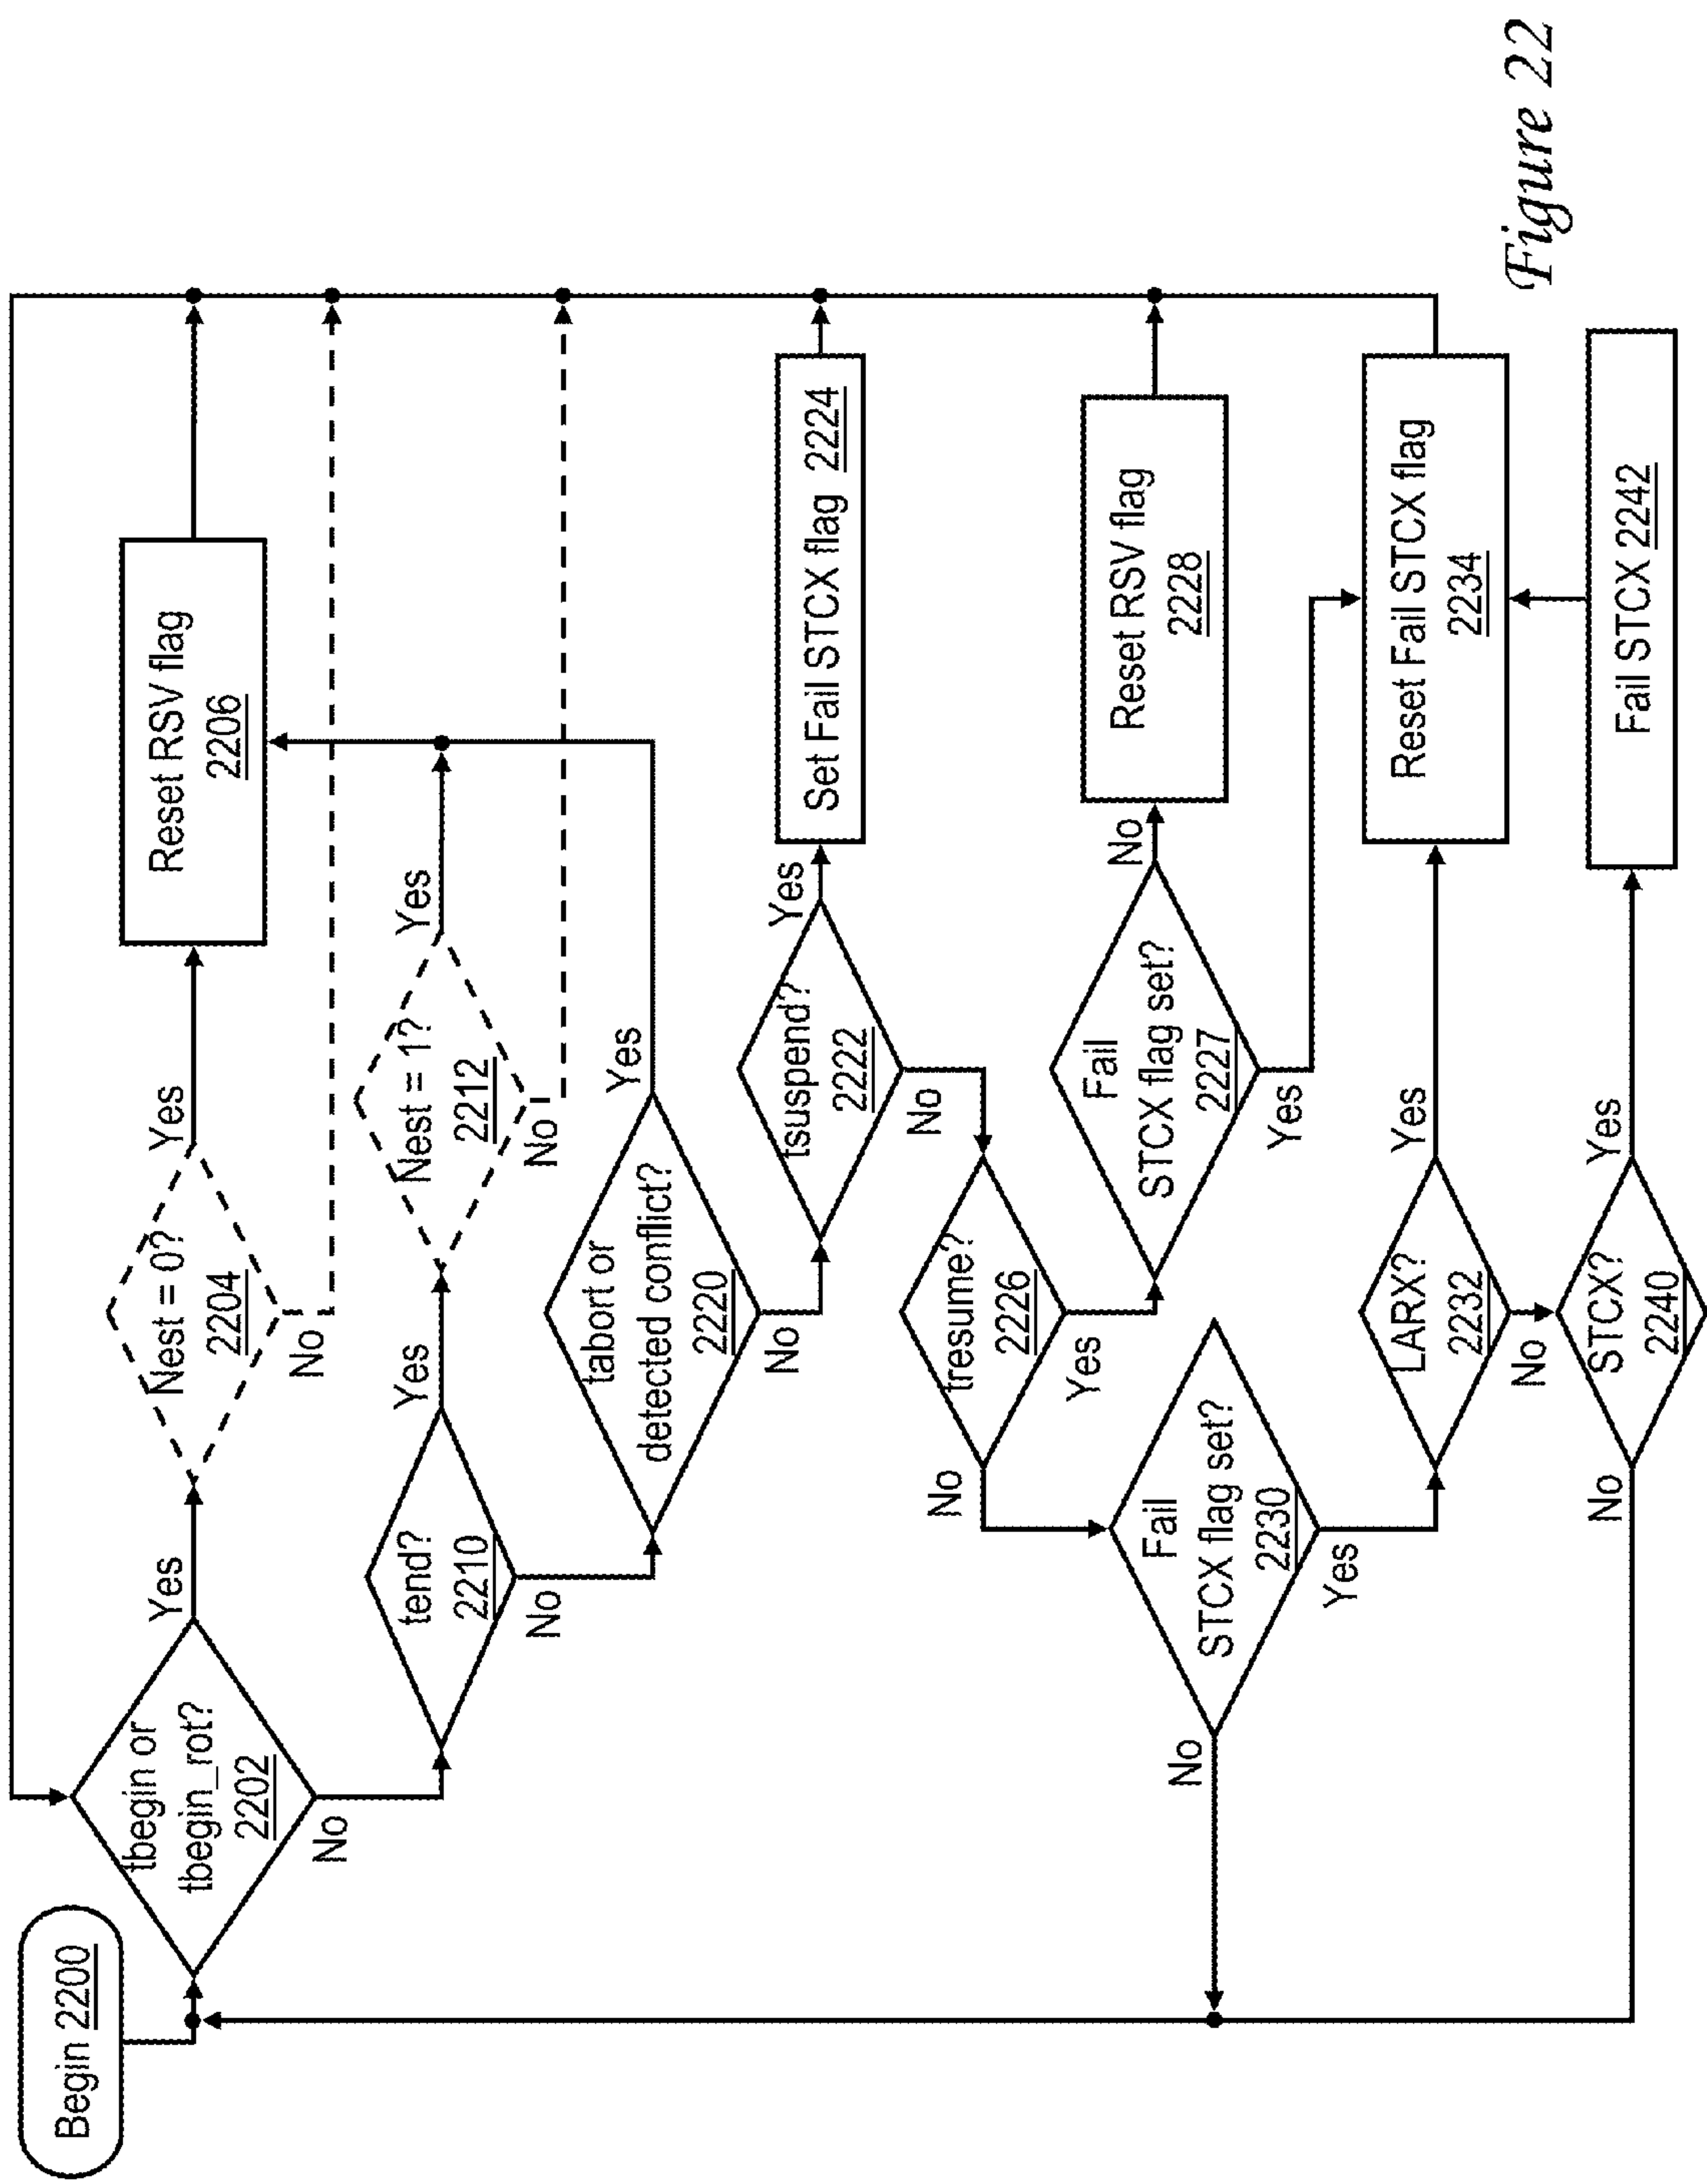 Begin 2200
tbegin or
tbegin_rot?
2202
Yes
No
Nest = 0?
2204
Yes
No
Reset RSV flag
2206
tend?
2210
Yes
No
Nest = 1?
2212
Yes
No
tabort or
detected conflict?
2220
Yes
No
tsuspend?
2222
Yes
No
Set Fail STCX flag 2224
tresume?
2226
No
Yes
Fail
STCX flag set?
2227
No
Yes
Reset RSV flag
2228
Fail
STCX flag set?
2230
No
Yes
LARX?
2232
Yes
No
Reset Fail STCX flag
2234
STCX?
2240
No
Yes
Fail STCX 2242
Figure 22